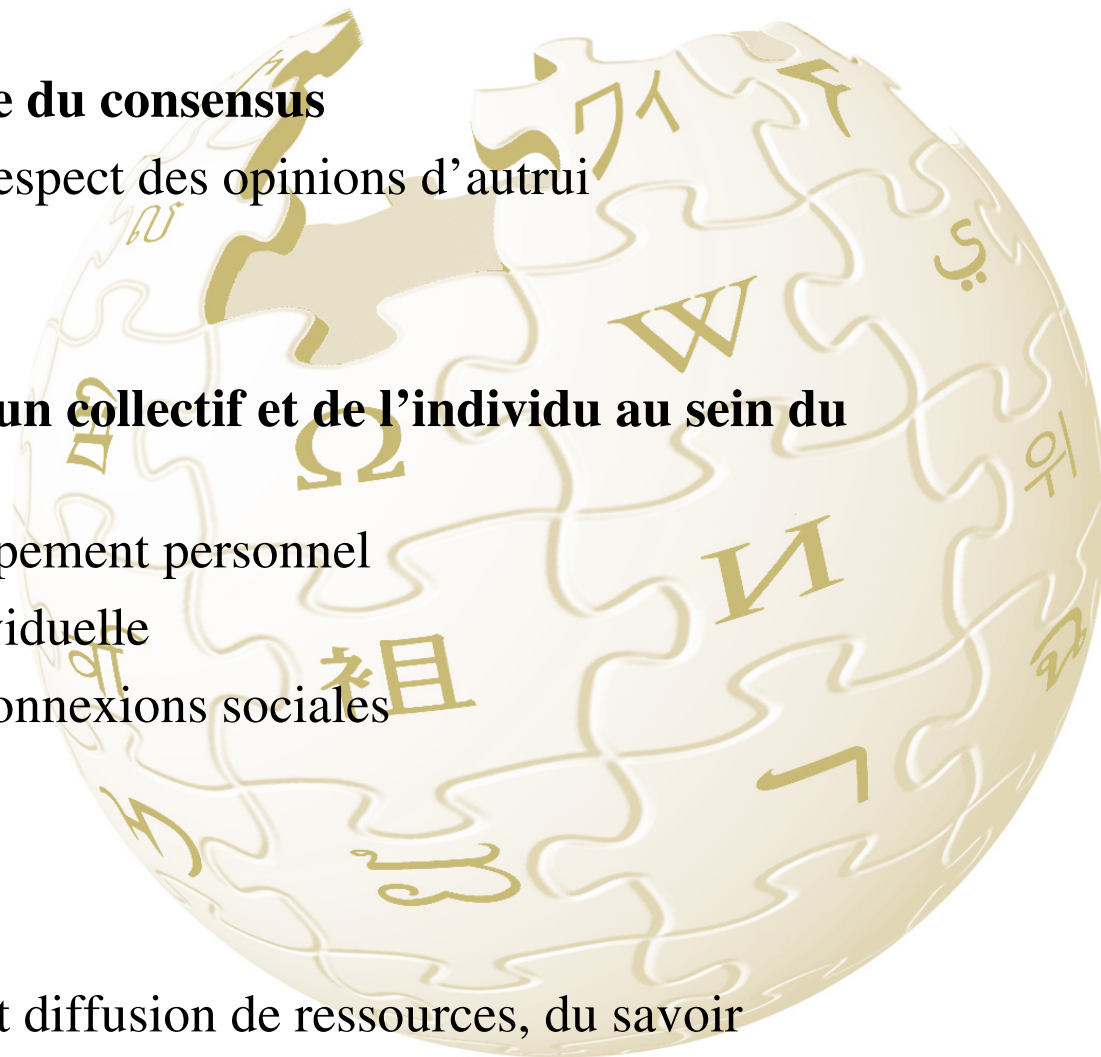 e du consensus
espect des opinions d’autrui
un collectif et de l’individu au sein du
pement personnel
viduelle
onnexions sociales
t diffusion de ressources, du savoir